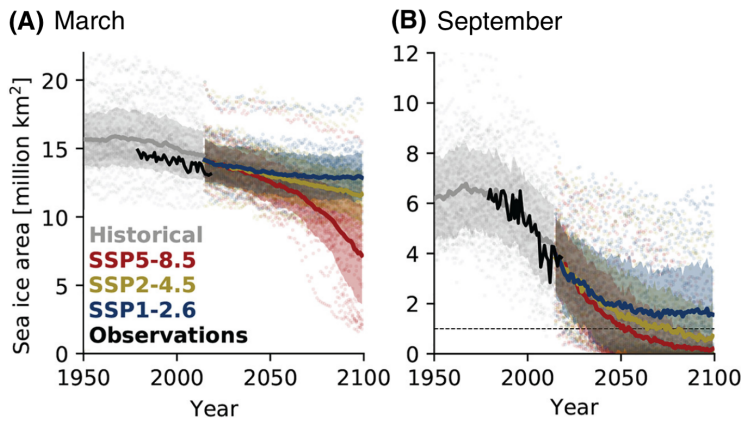 (A) March
Sea ice area [million km²]
20
15
10
5
0
Historical
SSP5-8.5
SSP2-4.5
SSP1-2.6
Observations
1950 2000 2050 2100
Year
(B) September
12
10
8
6
4
2
0
1950 2000 2050 2100
Year